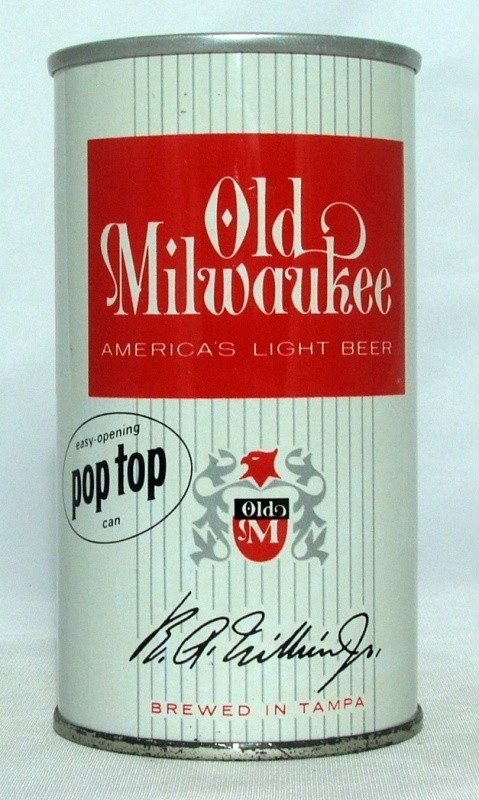 Old
Milwaukee
AMERICA'S LIGHT BEER
easy-opening
pop top
can
Old
M
BREWED IN TAMPA